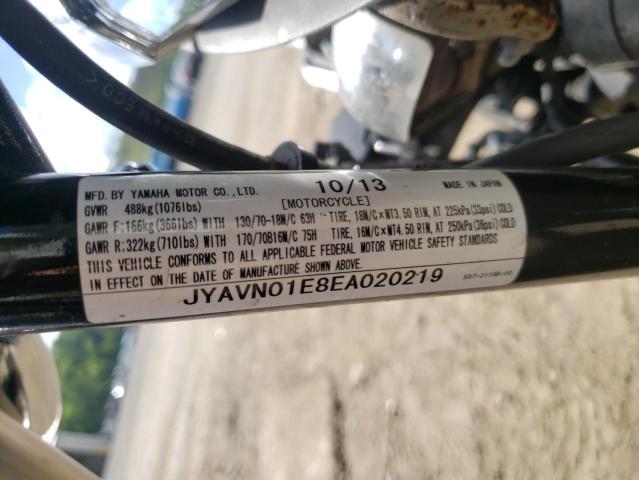 MFD. BY YAMAHA MOTOR CO.,LTD. 10/13 MADE IN JAPAN
GVWR 488kg(1076lbs) [MOTORCYCLE]
GAWR F:166kg(366lbs) WITH 130/70-18M/C 63H TIRE, 18M/C×MT3.50 RIM, AT 225kPa(33psi) COLD
GAWR R:322kg(710lbs) WITH 170/70B16M/C 75H TIRE, 16M/C×MT4.50 RIM, AT 250kPa(36psi) COLD
THIS VEHICLE CONFORMS TO ALL APPLICABLE FEDERAL MOTOR VEHICLE SAFETY STANDARDS
IN EFFECT ON THE DATE OF MANUFACTURE SHOWN ABOVE.
JYAVN01E8EA020219